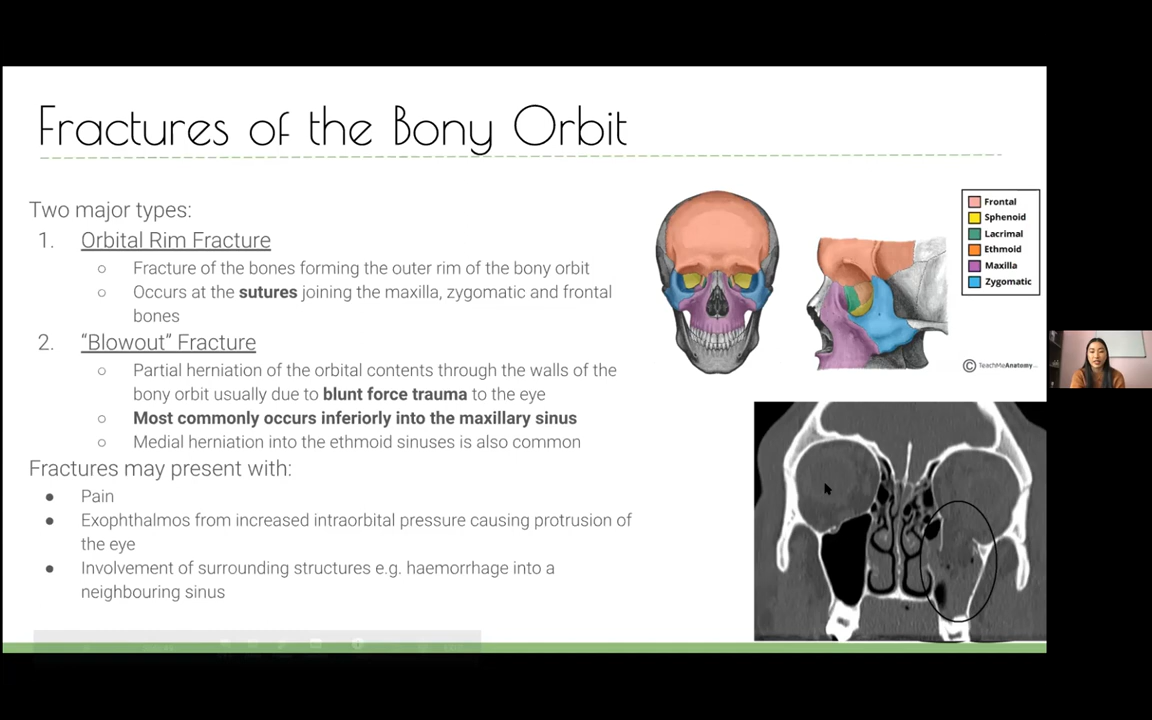 Fractures of the Bony Orbit
Two major types:
1. Orbital Rim Fracture
○ Fracture of the bones forming the outer rim of the bony orbit
○ Occurs at the sutures joining the maxilla, zygomatic and frontal
bones
2. “Blowout” Fracture
○ Partial herniation of the orbital contents through the walls of the
bony orbit usually due to blunt force trauma to the eye
○ Most commonly occurs inferiorly into the maxillary sinus
○ Medial herniation into the ethmoid sinuses is also common
Fractures may present with:
● Pain
● Exophthalmos from increased intraorbital pressure causing protrusion of
the eye
● Involvement of surrounding structures e.g. haemorrhage into a
neighbouring sinus
Frontal
Sphenoid
Lacrimal
Ethmoid
Maxilla
Zygomatic
© TeachMeAnatomy